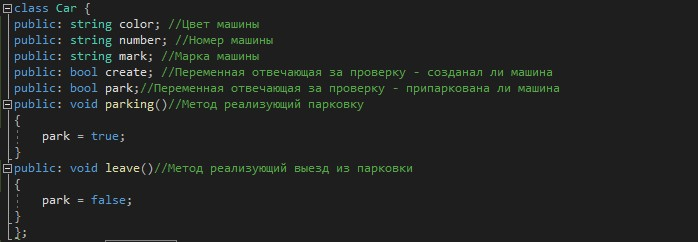 class Car {
public: string color; //Цвет машины
public: string number; //Номер машины
public: string mark; //Марка машины
public: bool create; //Переменная отвечающая за проверку - созданал ли машина
public: bool park;//Переменная отвечающая за проверку - припаркована ли машина
public: void parking()//Метод реализующий парковку
{
park = true;
}
public: void leave()//Метод реализующий выезд из парковки
{
park = false;
}
};